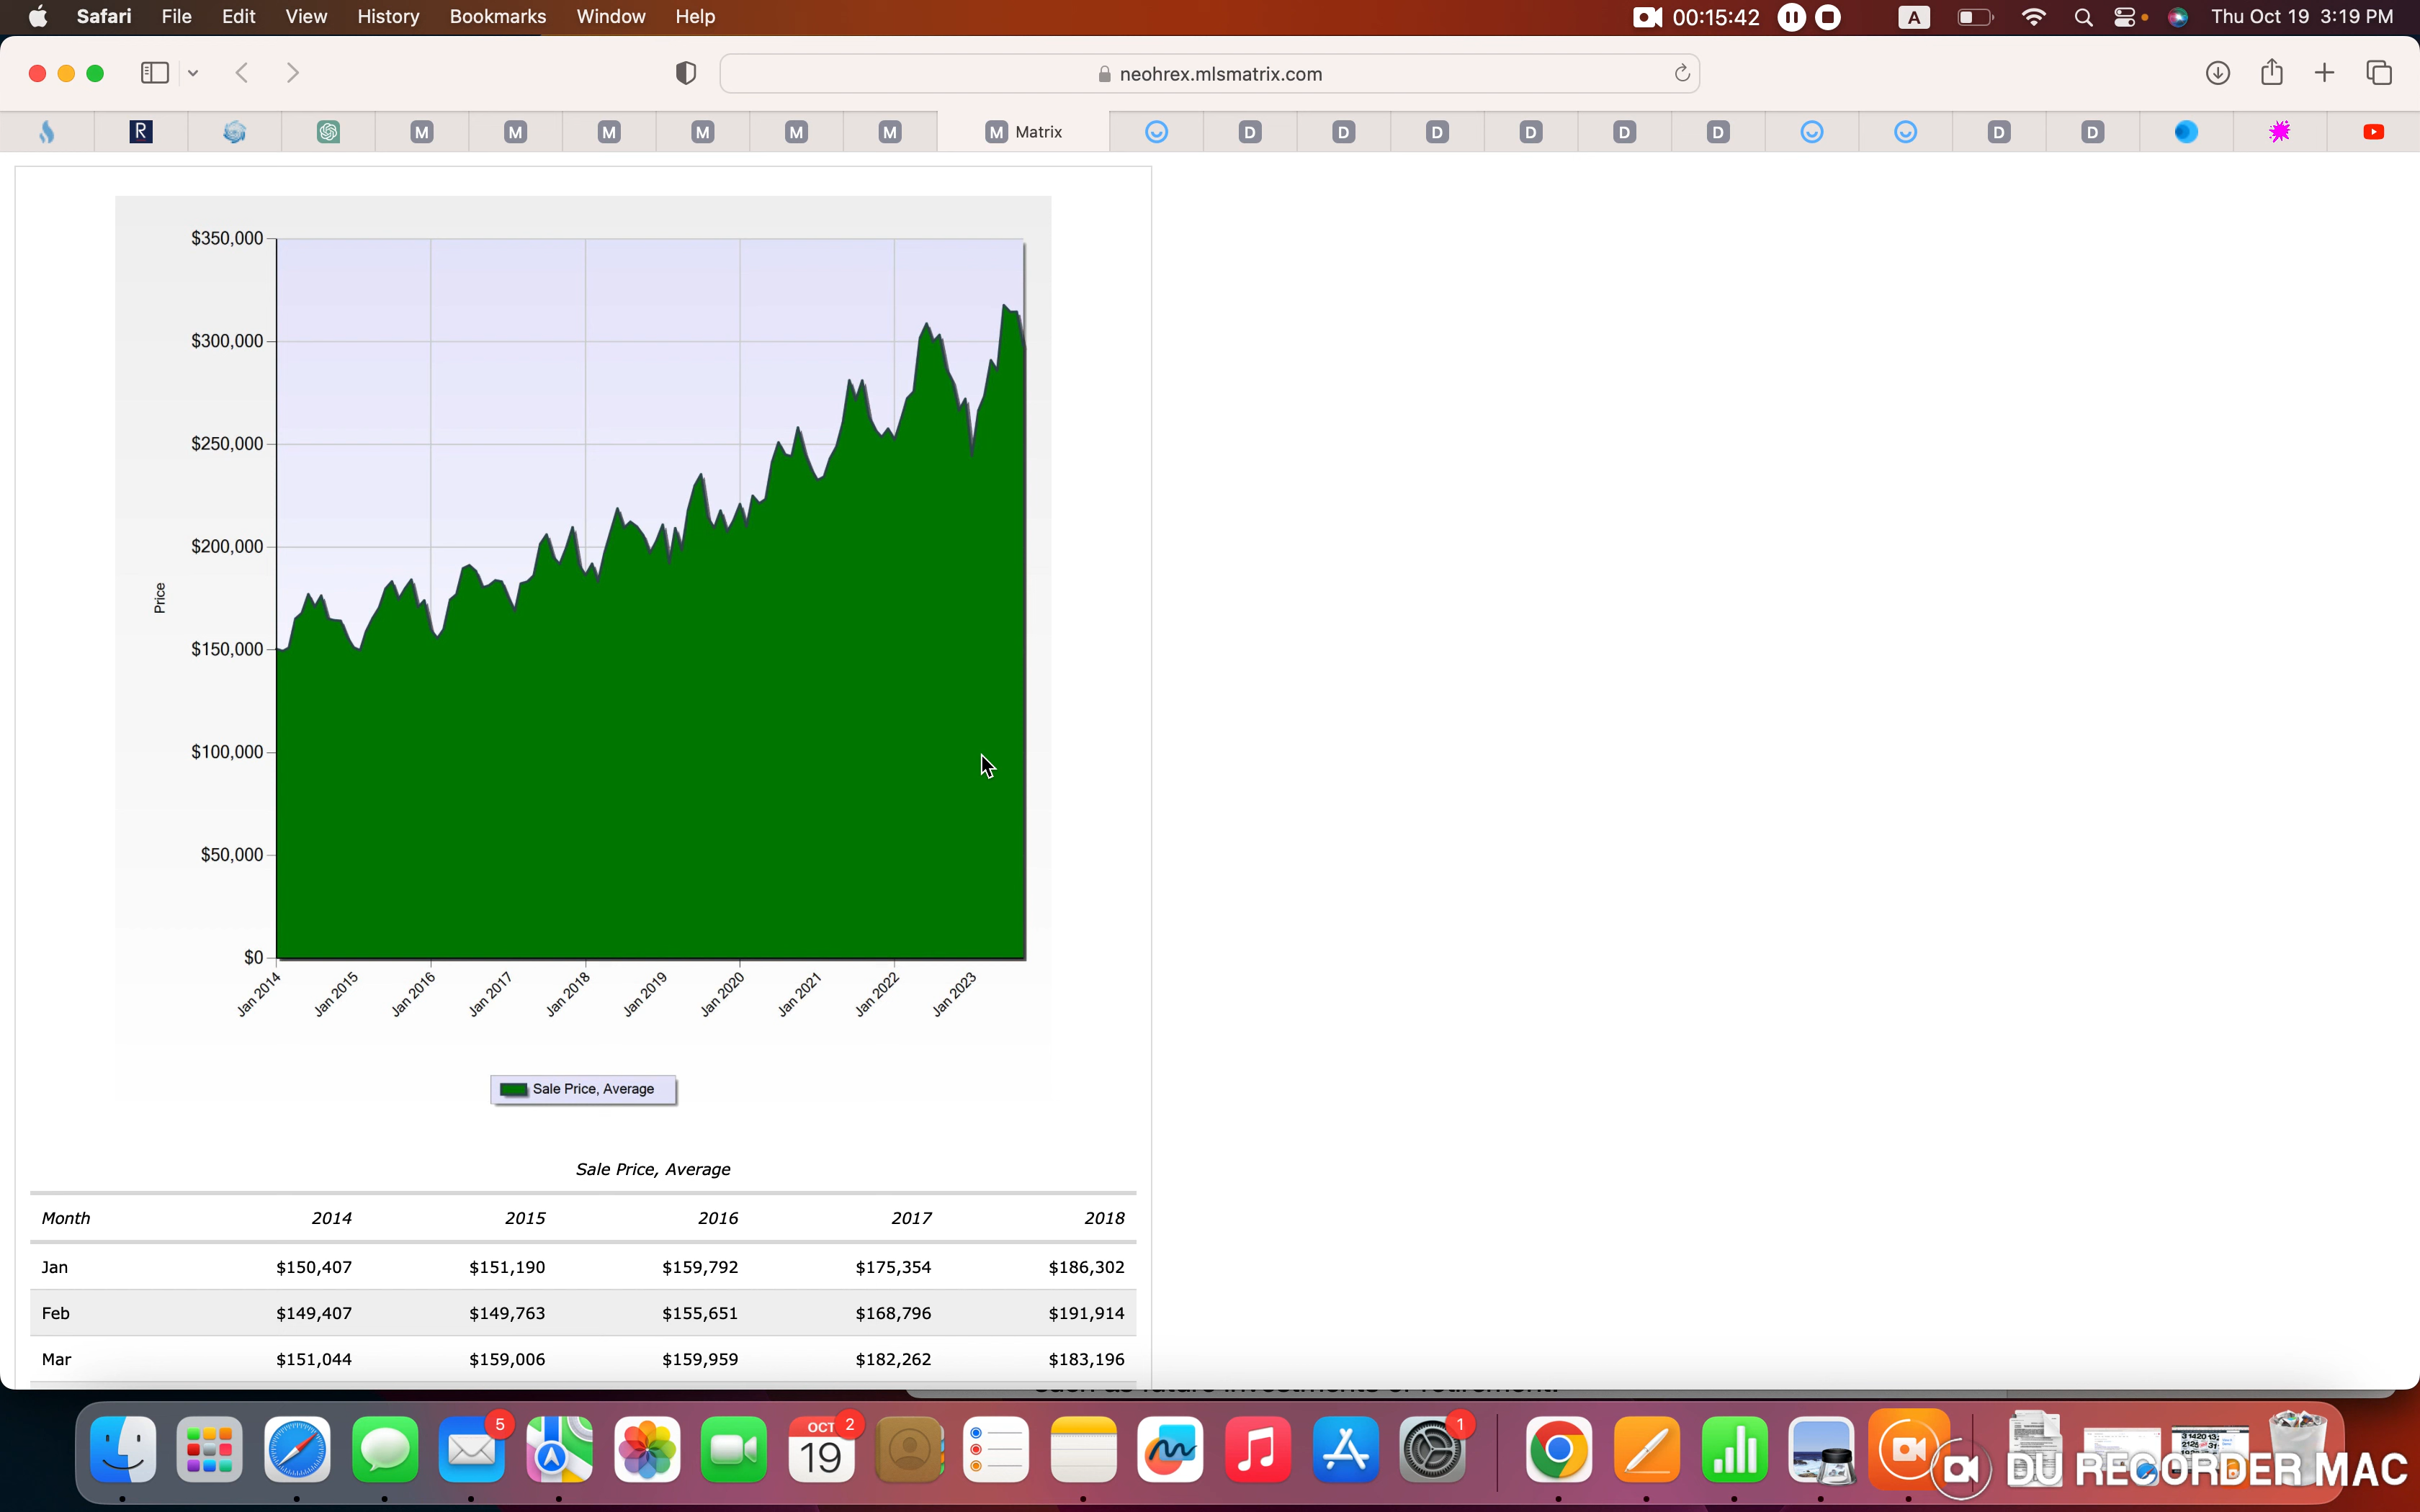 Safari File Edit View History Bookmarks Window Help 00:15:42 A Thu Oct 19 3:19 PM
neohrex.mlsmatrix.com
R M M M M M M M Matrix D D D D D D D D
$350,000
$300,000
$250,000
$200,000
$150,000
$100,000
$50,000
$0
Price
Jan 2014 Jan 2015 Jan 2016 Jan 2017 Jan 2018 Jan 2019 Jan 2020 Jan 2021 Jan 2022 Jan 2023
Sale Price, Average
Sale Price, Average
Month 2014 2015 2016 2017 2018
Jan $150,407 $151,190 $159,792 $175,354 $186,302
Feb $149,407 $149,763 $155,651 $168,796 $191,914
Mar $151,044 $159,006 $159,959 $182,262 $183,196
5 OCT 2 19 1
DU RECORDER MAC